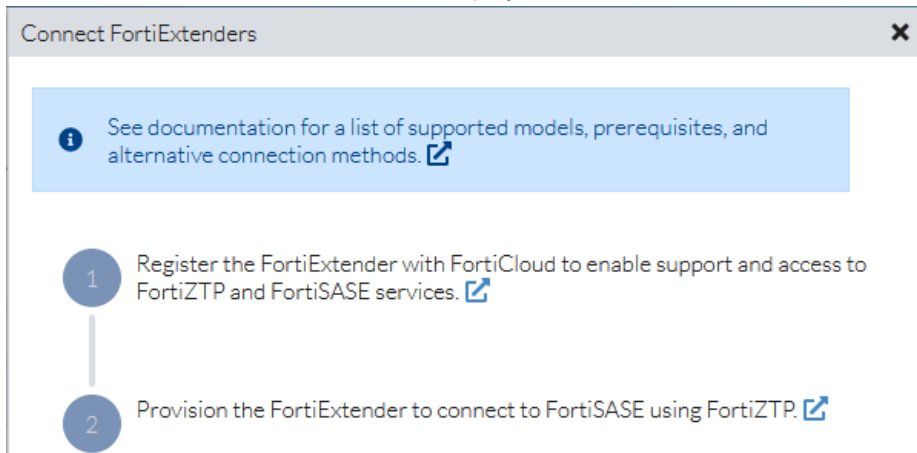 Connect FortiExtenders
See documentation for a list of supported models, prerequisites, and
alternative connection methods.
1
Register the FortiExtender with FortiCloud to enable support and access to
FortiZTP and FortiSASE services.
2
Provision the FortiExtender to connect to FortiSASE using FortiZTP.